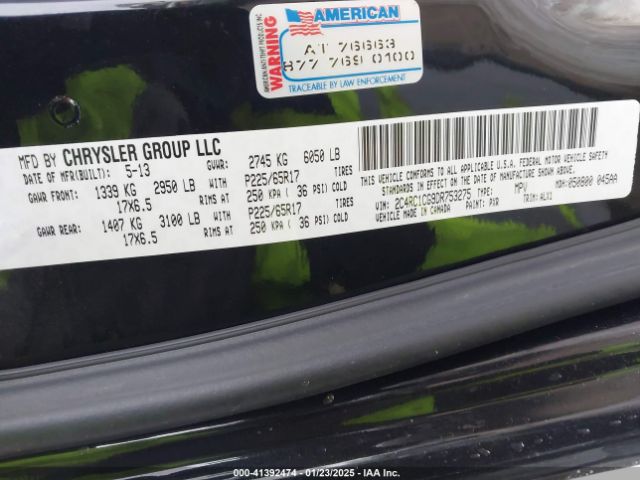 WARNING
AMERICAN
AT 76663
877 769 0100
TRACEABLE BY LAW ENFORCEMENT
MFD BY CHRYSLER GROUP LLC
DATE OF MFR(BUILT): 5-13
GVWR: 2745 KG 6050 LB
GAWR FRONT: 1339 KG 2950 LB WITH P225/65R17 TIRES
17X6.5 RIMS AT 250 KPA ( 36 PSI COLD)
GAWR REAR: 1407 KG 3100 LB WITH P225/65R17 TIRES
17X6.5 RIMS AT 250 KPA ( 36 PSI COLD)
THIS VEHICLE CONFORMS TO ALL APPLICABLE U.S.A. FEDERAL MOTOR VEHICLE SAFETY
STANDARDS IN EFFECT ON THE DATE OF MANUFACTURE SHOWN ABOVE.
VIN: 2C4RC1CG9DR753275 TYPE: MPV MDH: 050800 045AA
VEHICLE MADE IN CANADA PAINT: PXR TRIM: ALX1
000-41392474 — 01/23/2025 — IAA Inc.